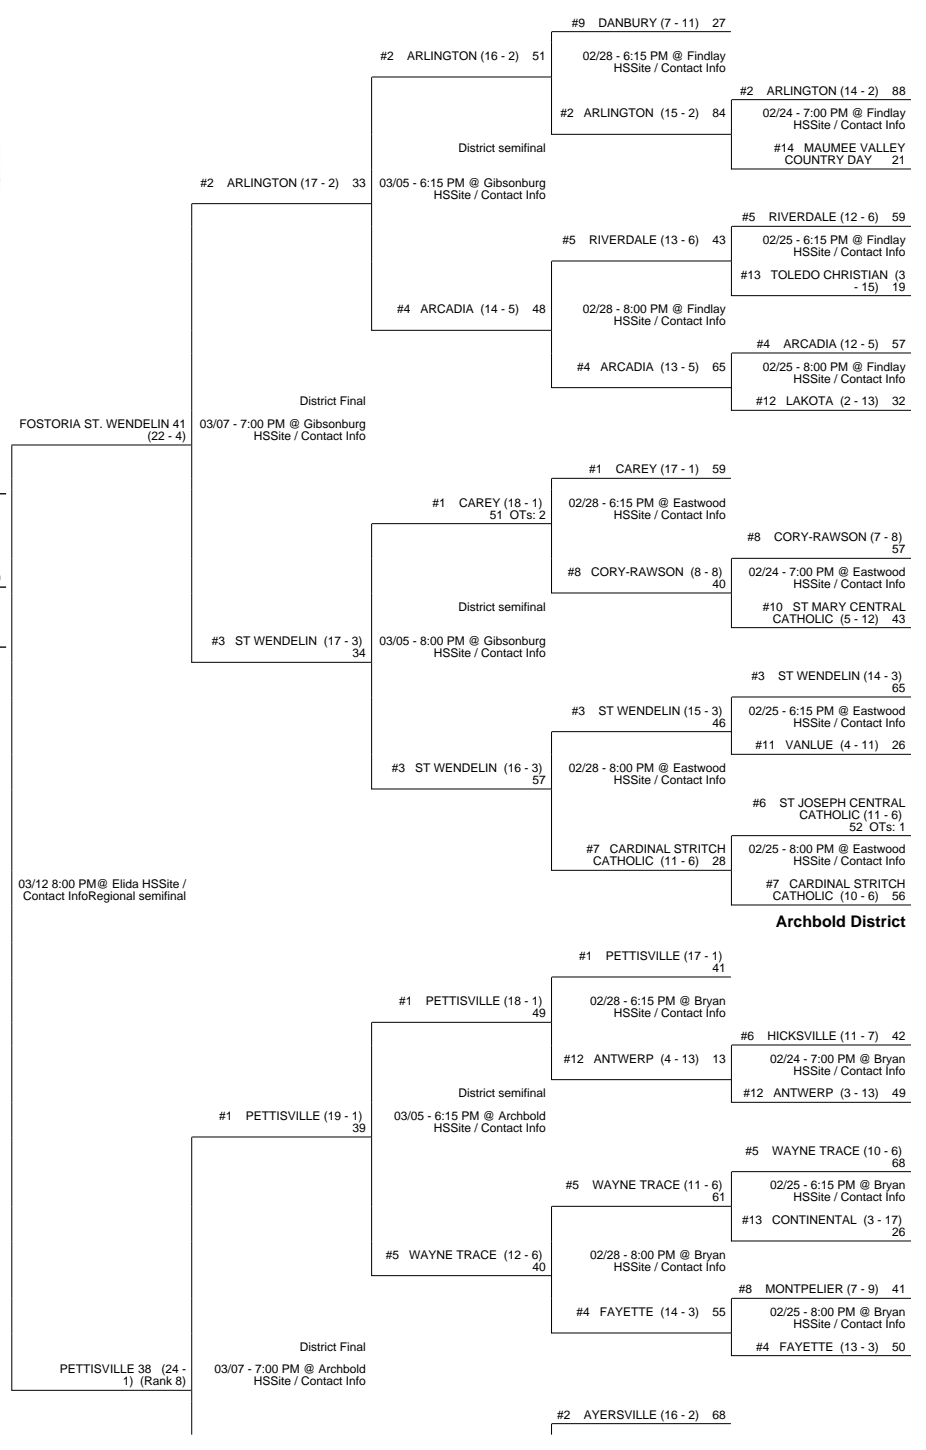 #9 DANBURY (7 - 11) 27
#2 ARLINGTON (16 - 2) 51
02/28 - 6:15 PM @ Findlay
HSSite / Contact Info
#2 ARLINGTON (14 - 2) 88
#2 ARLINGTON (15 - 2) 84
02/24 - 7:00 PM @ Findlay
HSSite / Contact Info
District semifinal
#14 MAUMEE VALLEY
COUNTRY DAY 21
#2 ARLINGTON (17 - 2) 33
03/05 - 6:15 PM @ Gibsonburg
HSSite / Contact Info
#5 RIVERDALE (12 - 6) 59
#5 RIVERDALE (13 - 6) 43
02/25 - 6:15 PM @ Findlay
HSSite / Contact Info
#13 TOLEDO CHRISTIAN (3
- 15) 19
#4 ARCADIA (14 - 5) 48
02/28 - 8:00 PM @ Findlay
HSSite / Contact Info
#4 ARCADIA (12 - 5) 57
#4 ARCADIA (13 - 5) 65
02/25 - 8:00 PM @ Findlay
HSSite / Contact Info
District Final
#12 LAKOTA (2 - 13) 32
FOSTORIA ST. WENDELIN 41
(22 - 4)
03/07 - 7:00 PM @ Gibsonburg
HSSite / Contact Info
#1 CAREY (17 - 1) 59
#1 CAREY (18 - 1)
51 OTs: 2
02/28 - 6:15 PM @ Eastwood
HSSite / Contact Info
#8 CORY-RAWSON (7 - 8)
57
#8 CORY-RAWSON (8 - 8)
40
02/24 - 7:00 PM @ Eastwood
HSSite / Contact Info
District semifinal
#10 ST MARY CENTRAL
CATHOLIC (5 - 12) 43
#3 ST WENDELIN (17 - 3)
34
03/05 - 8:00 PM @ Gibsonburg
HSSite / Contact Info
#3 ST WENDELIN (14 - 3)
65
#3 ST WENDELIN (15 - 3)
46
02/25 - 6:15 PM @ Eastwood
HSSite / Contact Info
#11 VANLUE (4 - 11) 26
#3 ST WENDELIN (16 - 3)
57
02/28 - 8:00 PM @ Eastwood
HSSite / Contact Info
#6 ST JOSEPH CENTRAL
CATHOLIC (11 - 6)
52 OTs: 1
#7 CARDINAL STRITCH
CATHOLIC (11 - 6) 28
02/25 - 8:00 PM @ Eastwood
HSSite / Contact Info
03/12 8:00 PM@ Elida HSSite /
Contact InfoRegional semifinal
#7 CARDINAL STRITCH
CATHOLIC (10 - 6) 56
Archbold District
#1 PETTISVILLE (17 - 1)
41
#1 PETTISVILLE (18 - 1)
49
02/28 - 6:15 PM @ Bryan
HSSite / Contact Info
#6 HICKSVILLE (11 - 7) 42
#12 ANTWERP (4 - 13) 13
02/24 - 7:00 PM @ Bryan
HSSite / Contact Info
District semifinal
#12 ANTWERP (3 - 13) 49
#1 PETTISVILLE (19 - 1)
39
03/05 - 6:15 PM @ Archbold
HSSite / Contact Info
#5 WAYNE TRACE (10 - 6)
68
#5 WAYNE TRACE (11 - 6)
61
02/25 - 6:15 PM @ Bryan
HSSite / Contact Info
#13 CONTINENTAL (3 - 17)
26
#5 WAYNE TRACE (12 - 6)
40
02/28 - 8:00 PM @ Bryan
HSSite / Contact Info
#8 MONTPELIER (7 - 9) 41
#4 FAYETTE (14 - 3) 55
02/25 - 8:00 PM @ Bryan
HSSite / Contact Info
District Final
#4 FAYETTE (13 - 3) 50
PETTISVILLE 38 (24 -
1) (Rank 8)
03/07 - 7:00 PM @ Archbold
HSSite / Contact Info
#2 AYERSVILLE (16 - 2) 68